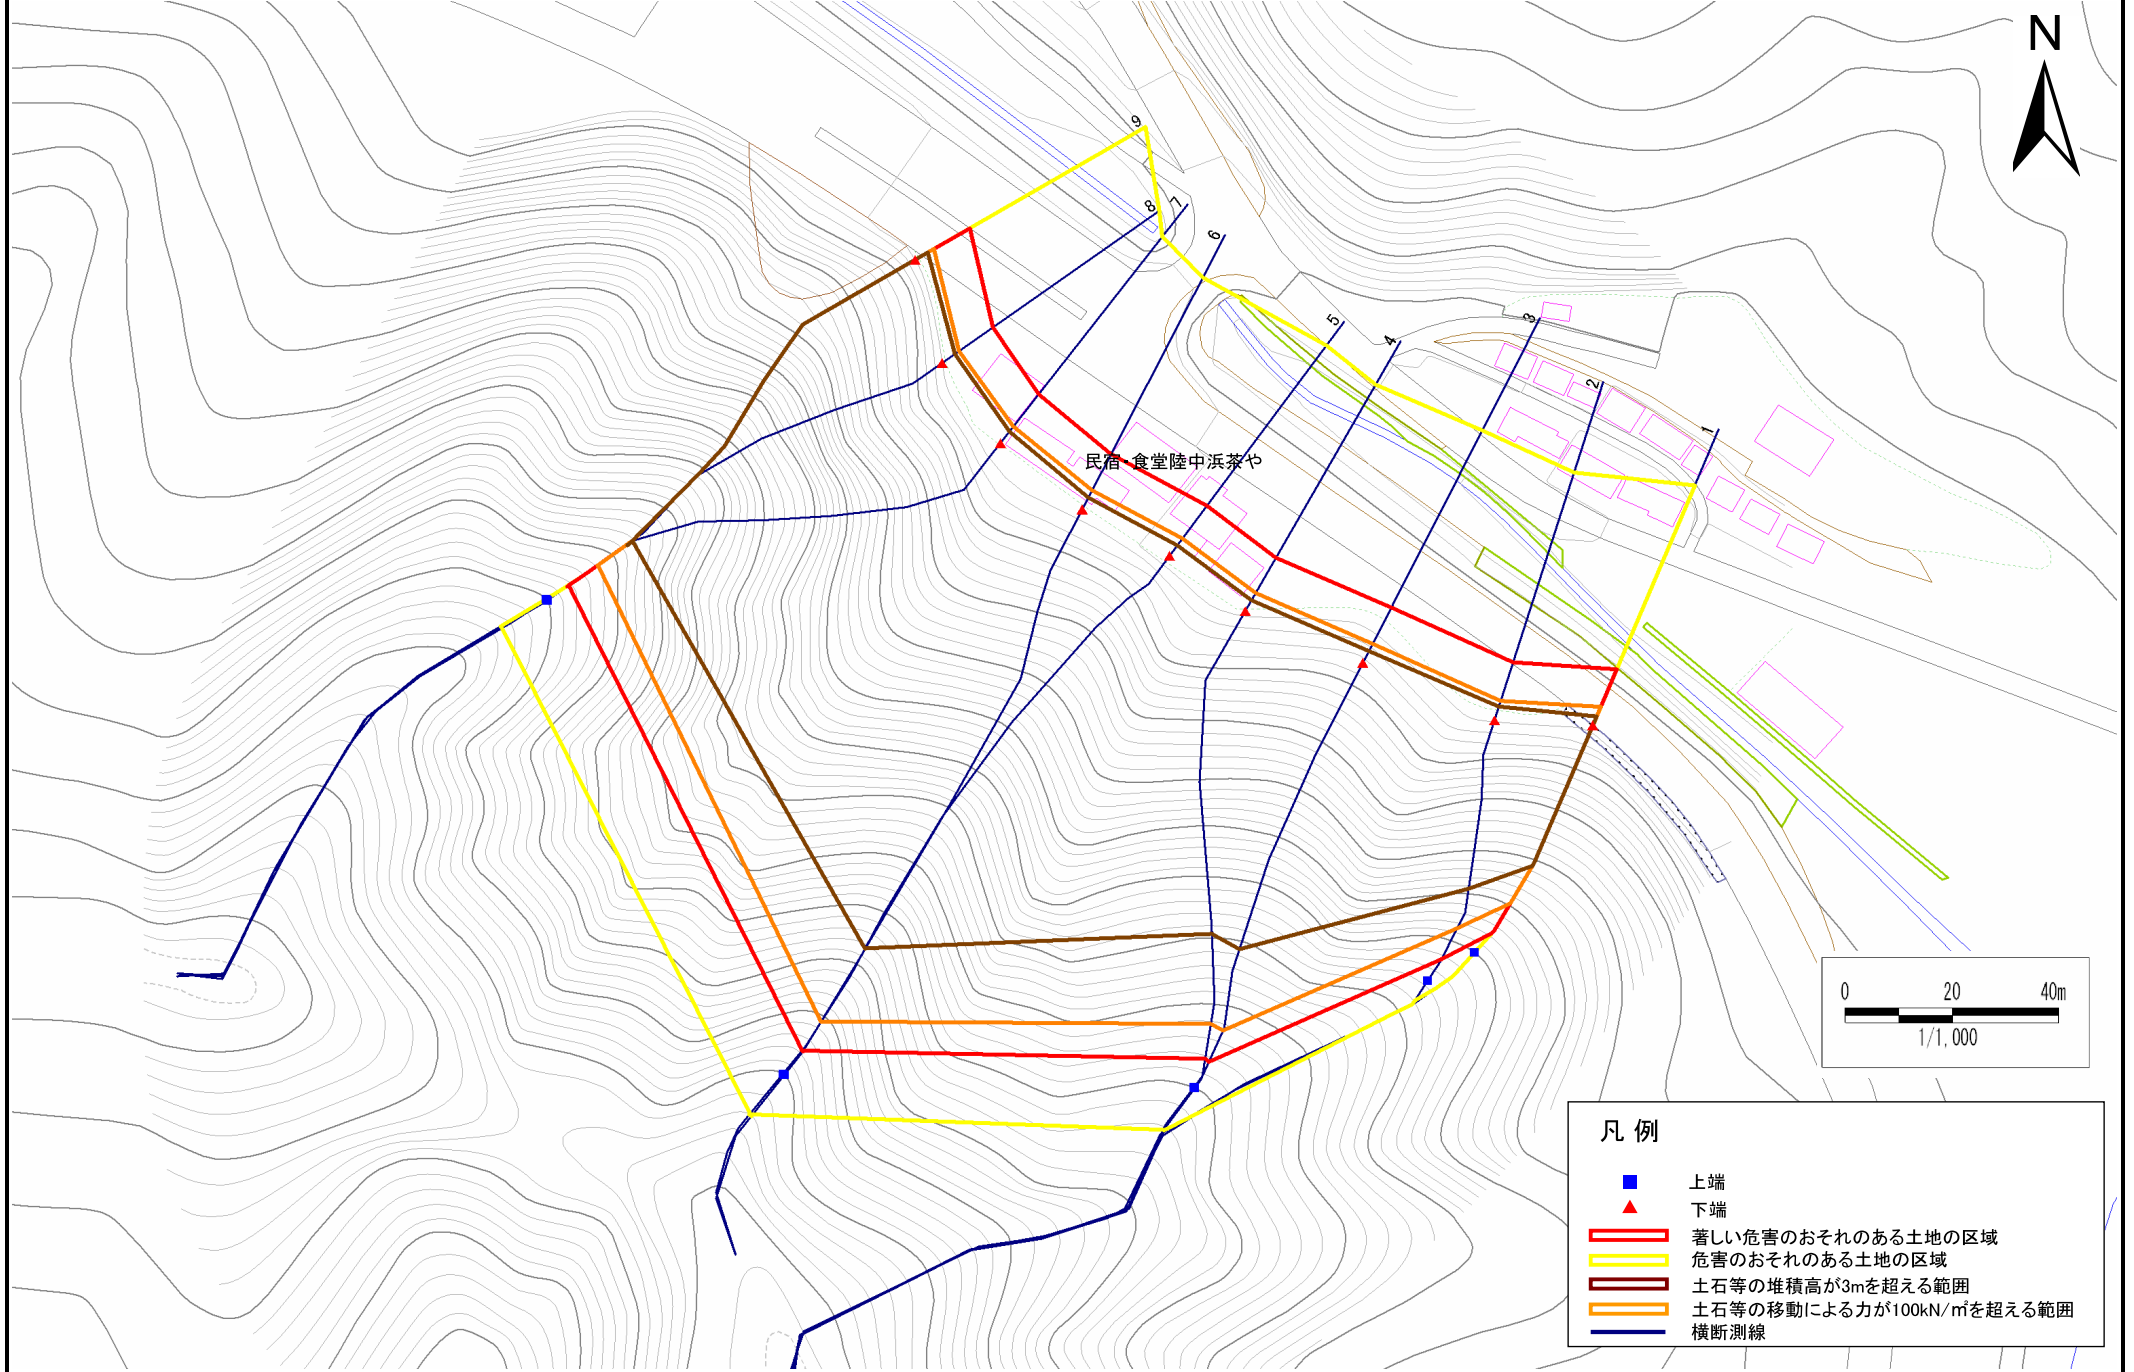 N
9
8
7
6
5
4
3
2
1
民宿・食堂陸中浜茶や
0 20 40m
1/1,000
凡 例
上端
下端
著しい危害のおそれのある土地の区域
危害のおそれのある土地の区域
土石等の堆積高が3mを超える範囲
土石等の移動による力が100kN/㎡を超える範囲
横断測線